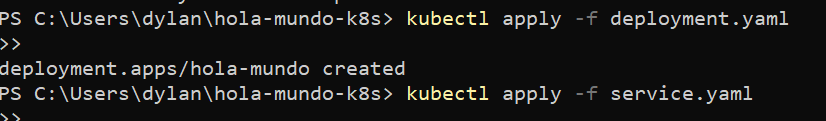 PS C:\Users\dylan\hola-mundo-k8s> kubectl apply -f deployment.yaml
>>
deployment.apps/hola-mundo created
PS C:\Users\dylan\hola-mundo-k8s> kubectl apply -f service.yaml
>>